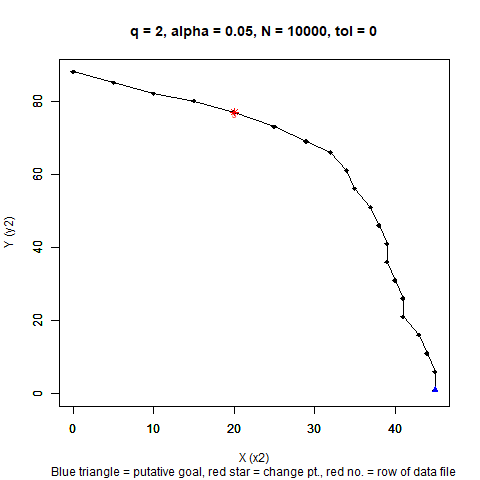 q = 2, alpha = 0.05, N = 10000, tol = 0
Y (y2)
80
60
40
20
0
0 10 20 30 40
X (x2)
Blue triangle = putative goal, red star = change pt., red no. = row of data file